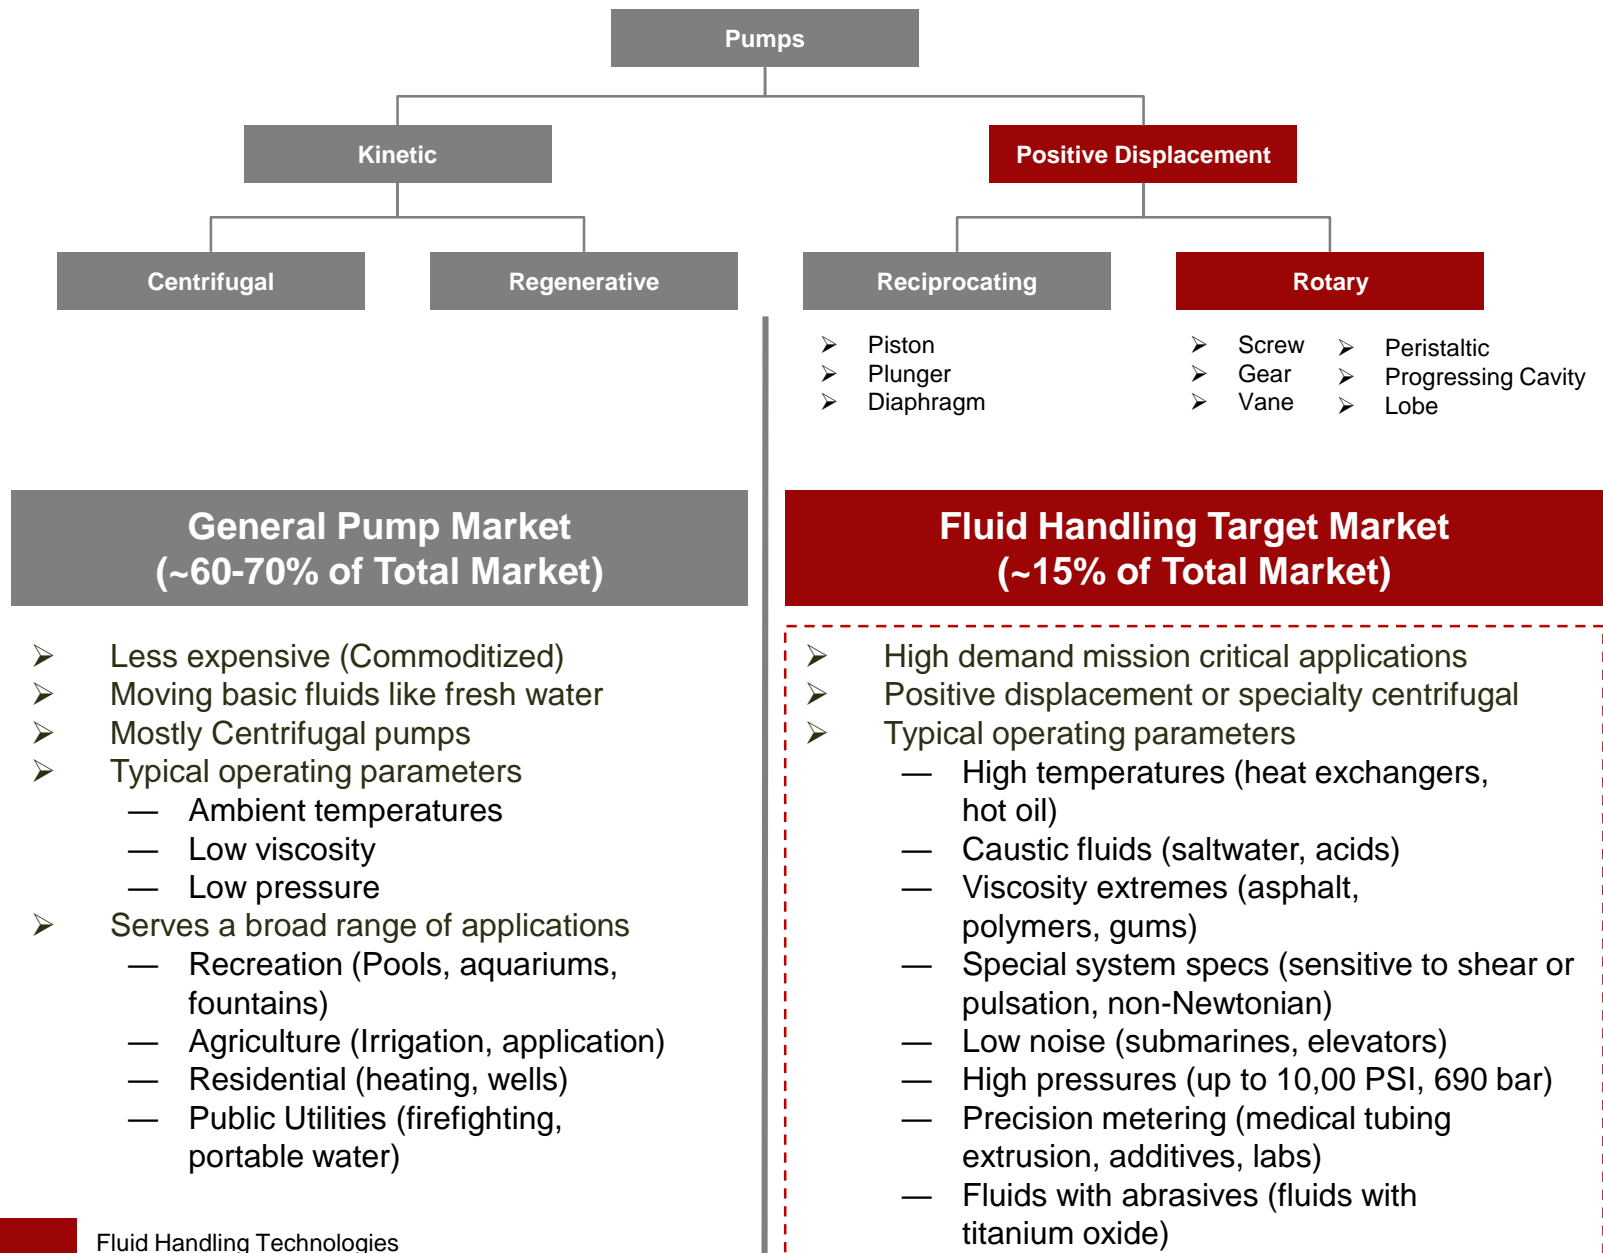 Pumps
Kinetic
Positive Displacement
Centrifugal
Regenerative
Reciprocating
Rotary
➢ Piston
➢ Plunger
➢ Diaphragm
➢ Screw
➢ Gear
➢ Vane
➢ Peristaltic
➢ Progressing Cavity
➢ Lobe
General Pump Market
(~60-70% of Total Market)
➢ Less expensive (Commoditized)
➢ Moving basic fluids like fresh water
➢ Mostly Centrifugal pumps
➢ Typical operating parameters
— Ambient temperatures
— Low viscosity
— Low pressure
➢ Serves a broad range of applications
— Recreation (Pools, aquariums,
fountains)
— Agriculture (Irrigation, application)
— Residential (heating, wells)
— Public Utilities (firefighting,
portable water)
Fluid Handling Target Market
(~15% of Total Market)
➢ High demand mission critical applications
➢ Positive displacement or specialty centrifugal
➢ Typical operating parameters
— High temperatures (heat exchangers,
hot oil)
— Caustic fluids (saltwater, acids)
— Viscosity extremes (asphalt,
polymers, gums)
— Special system specs (sensitive to shear or
pulsation, non-Newtonian)
— Low noise (submarines, elevators)
— High pressures (up to 10,00 PSI, 690 bar)
— Precision metering (medical tubing
extrusion, additives, labs)
— Fluids with abrasives (fluids with
titanium oxide)
Fluid Handling Technologies